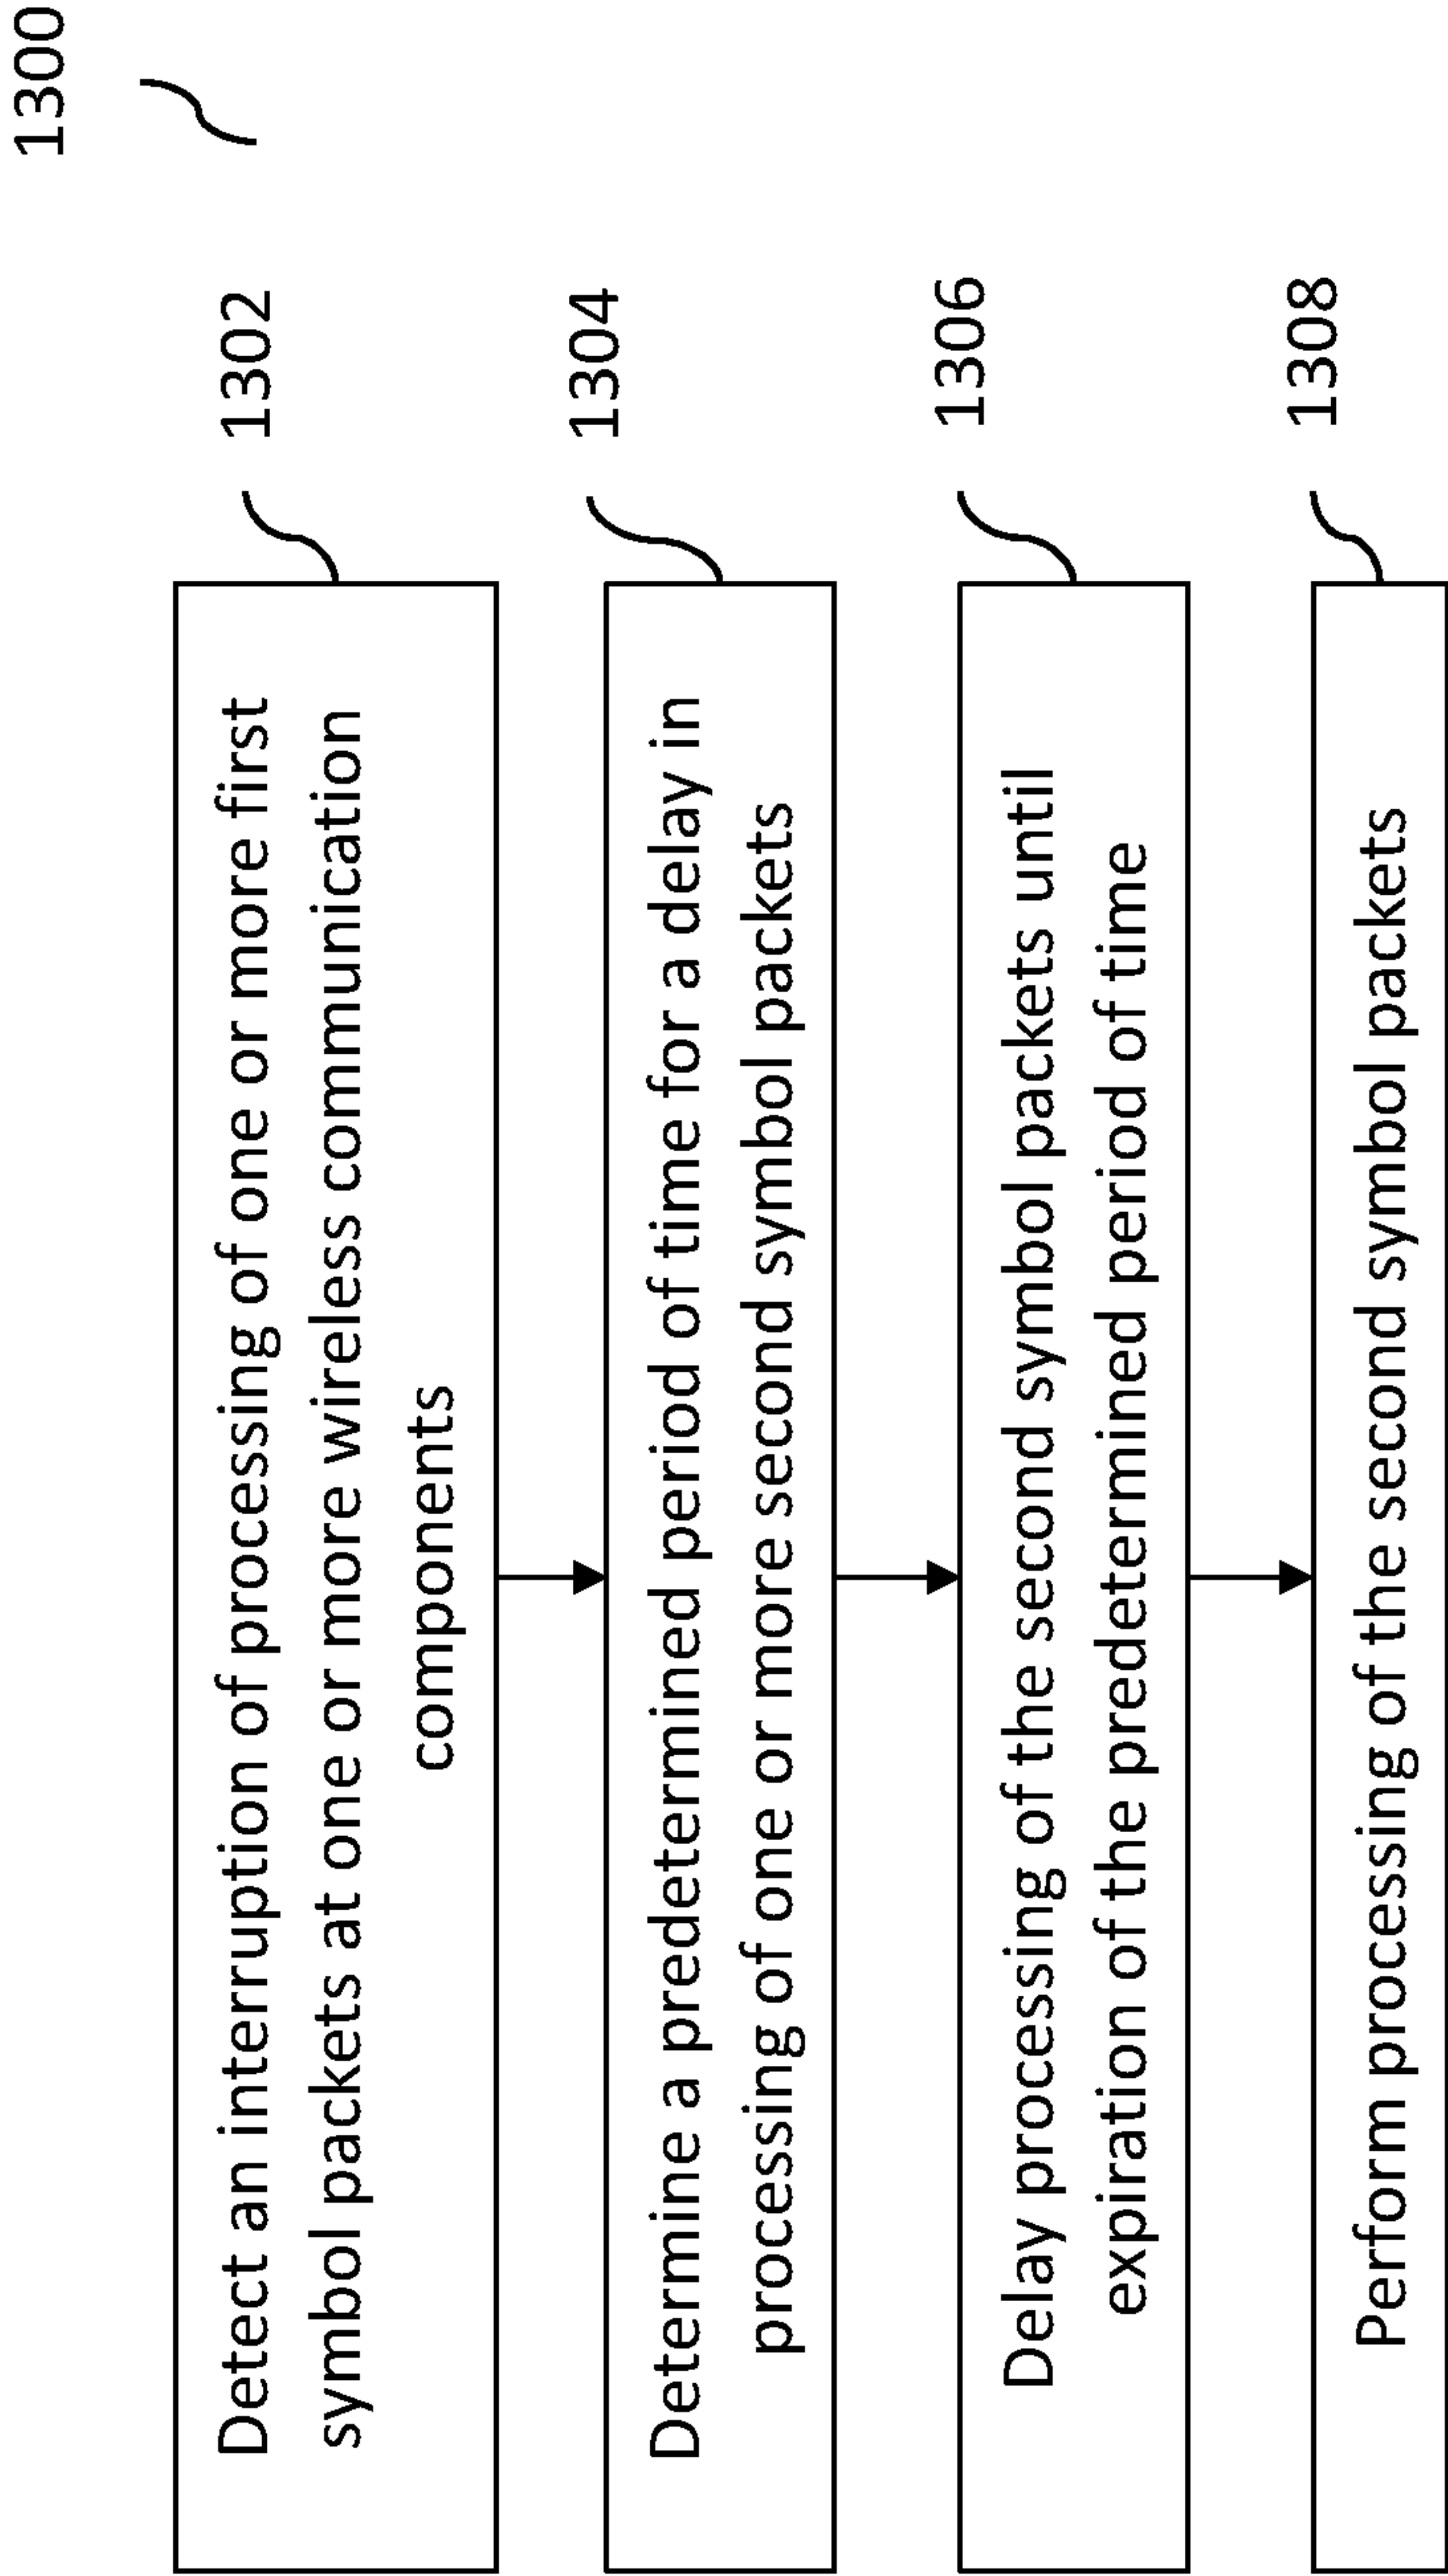 1300
Detect an interruption of processing of one or more first
symbol packets at one or more wireless communication
components
1302
Determine a predetermined period of time for a delay in
processing of one or more second symbol packets
1304
Delay processing of the second symbol packets until
expiration of the predetermined period of time
1306
Perform processing of the second symbol packets
1308